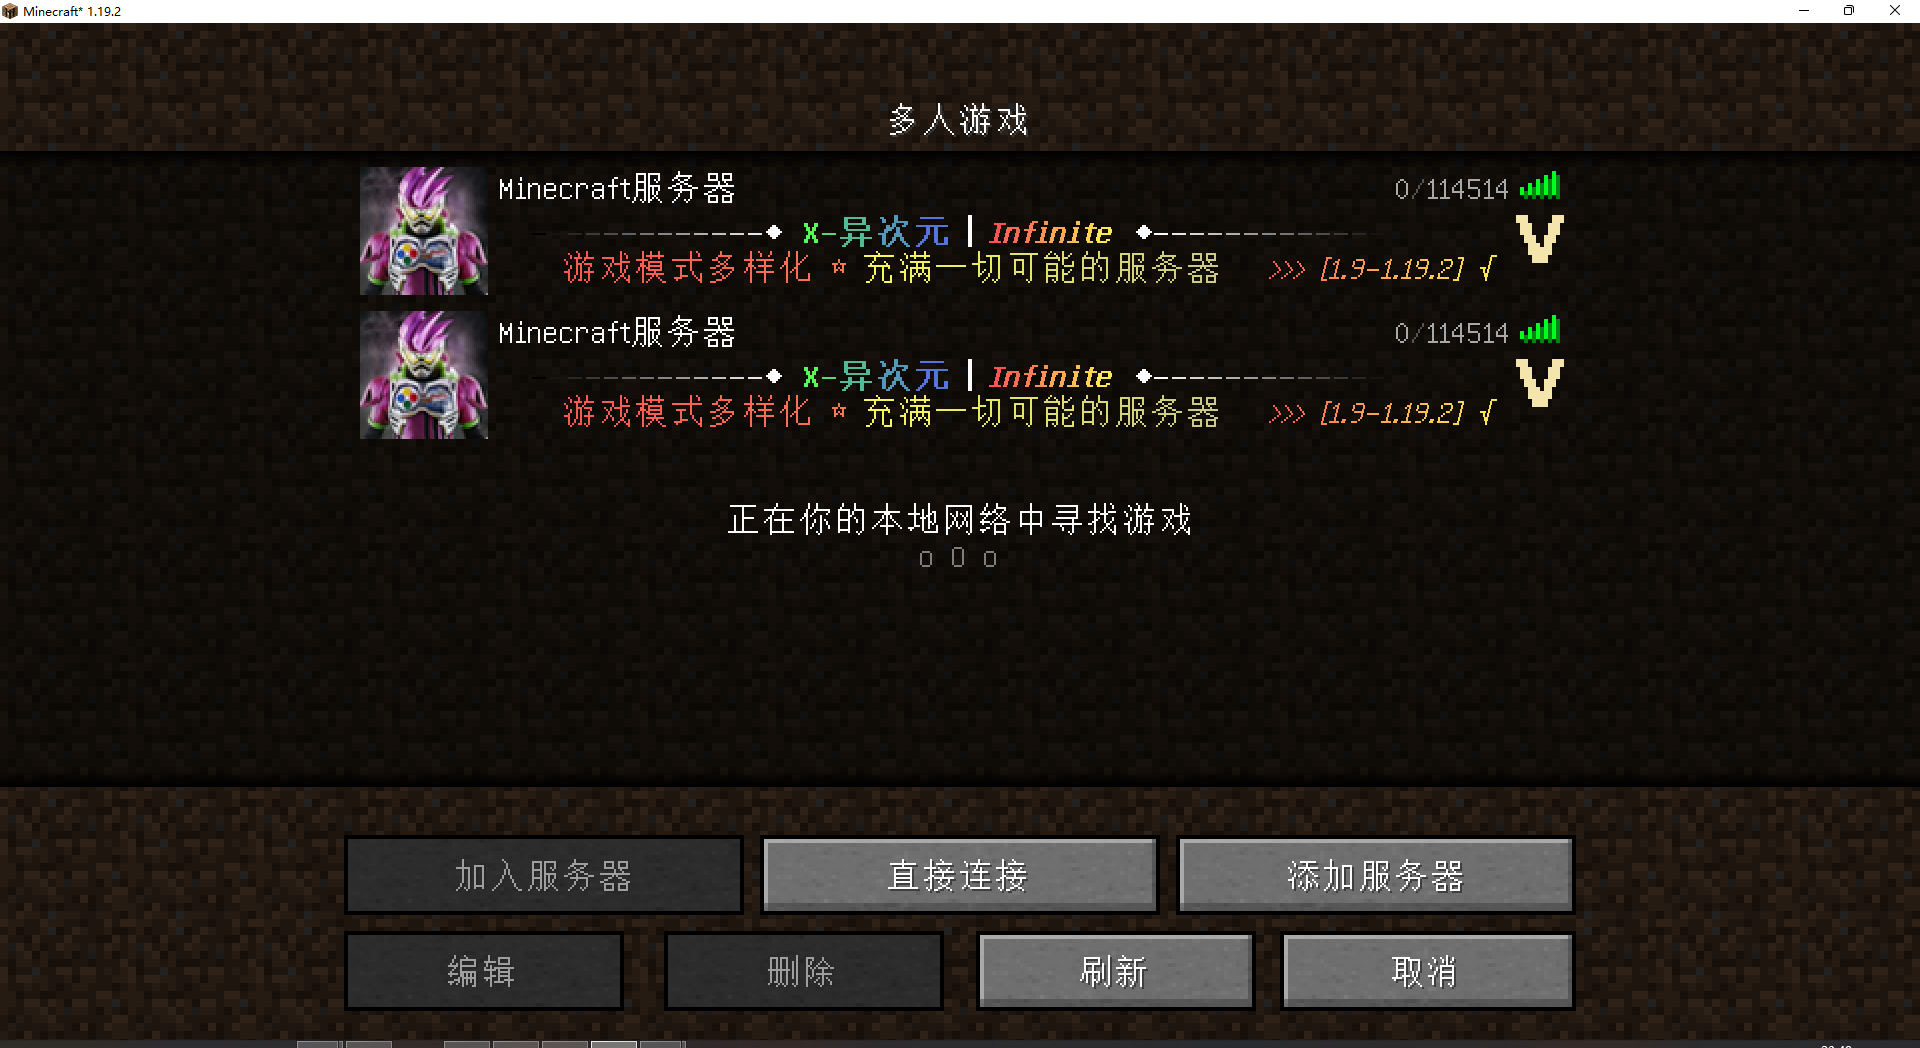 Minecraft* 1.19.2
多人游戏
Minecraft服务器 0/114514
------------◆ X-异次元 | Infinite ◆------------
游戏模式多样化 ☆ 充满一切可能的服务器 >>> [1.9-1.19.2] √
Minecraft服务器 0/114514
------------◆ X-异次元 | Infinite ◆------------
游戏模式多样化 ☆ 充满一切可能的服务器 >>> [1.9-1.19.2] √
正在你的本地网络中寻找游戏
o O o
加入服务器 直接连接 添加服务器
编辑 删除 刷新 取消